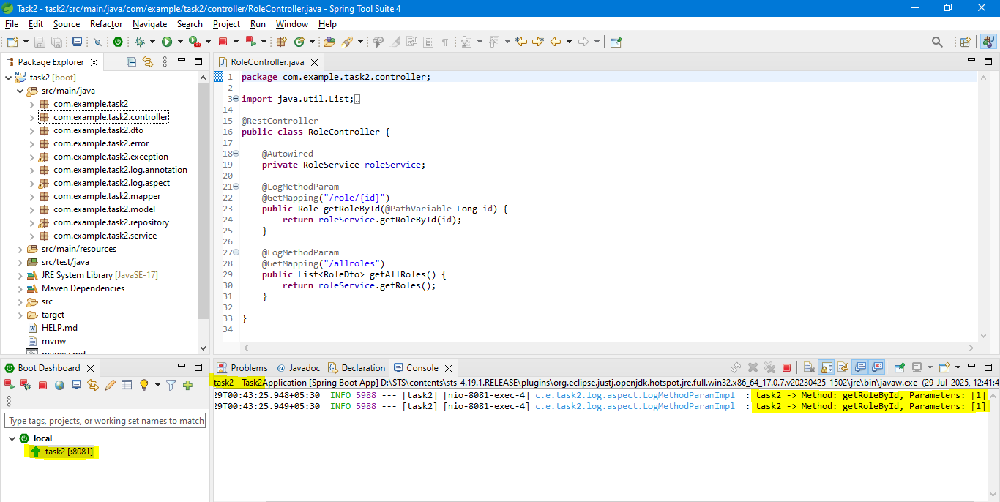 Task2 - task2/src/main/java/com/example/task2/controller/RoleController.java - Spring Tool Suite 4
File Edit Source Refactor Navigate Search Project Run Window Help
Package Explorer
task2 [boot]
src/main/java
com.example.task2
com.example.task2.controller
com.example.task2.dto
com.example.task2.error
com.example.task2.exception
com.example.task2.log.annotation
com.example.task2.log.aspect
com.example.task2.mapper
com.example.task2.model
com.example.task2.repository
com.example.task2.service
src/main/resources
src/test/java
JRE System Library [JavaSE-17]
Maven Dependencies
src
target
HELP.md
mvnw
mvnw.cmd
RoleController.java
1 package com.example.task2.controller;
2
3 import java.util.List;
14
15 @RestController
16 public class RoleController {
17
18 @Autowired
19 private RoleService roleService;
20
21 @LogMethodParam
22 @GetMapping("/role/{id}")
23 public Role getRoleById(@PathVariable Long id) {
24 return roleService.getRoleById(id);
25 }
26
27 @LogMethodParam
28 @GetMapping("/allroles")
29 public List<RoleDto> getAllRoles() {
30 return roleService.getRoles();
31 }
32
33 }
34
Boot Dashboard
Type tags, projects, or working set names to match
local
task2 [:8081]
Problems @ Javadoc Declaration Console
task2 - Task2Application [Spring Boot App] D:\STS\contents\sts-4.19.1.RELEASE\plugins\org.eclipse.justj.openjdk.hotspot.jre.full.win32.x86_64_17.0.7.v20230425-1502\jre\bin\javaw.exe (29-Jul-2025, 12:41:4
29T00:43:25.948+05:30 INFO 5988 --- [task2] [nio-8081-exec-4] c.e.task2.log.aspect.LogMethodParamImpl : task2 -> Method: getRoleById, Parameters: [1]
29T00:43:25.949+05:30 INFO 5988 --- [task2] [nio-8081-exec-4] c.e.task2.log.aspect.LogMethodParamImpl : task2 -> Method: getRoleById, Parameters: [1]